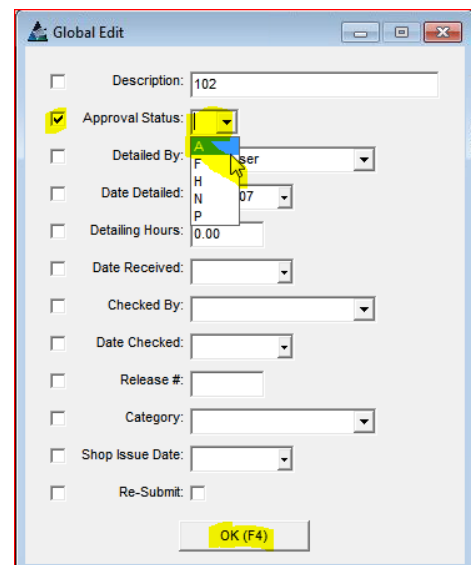 Global Edit
Description: 102
Approval Status:
A
F
H
N
P
Detailed By: ser
Date Detailed: 07
Detailing Hours: 0.00
Date Received:
Checked By:
Date Checked:
Release #:
Category:
Shop Issue Date:
Re-Submit:
OK (F4)